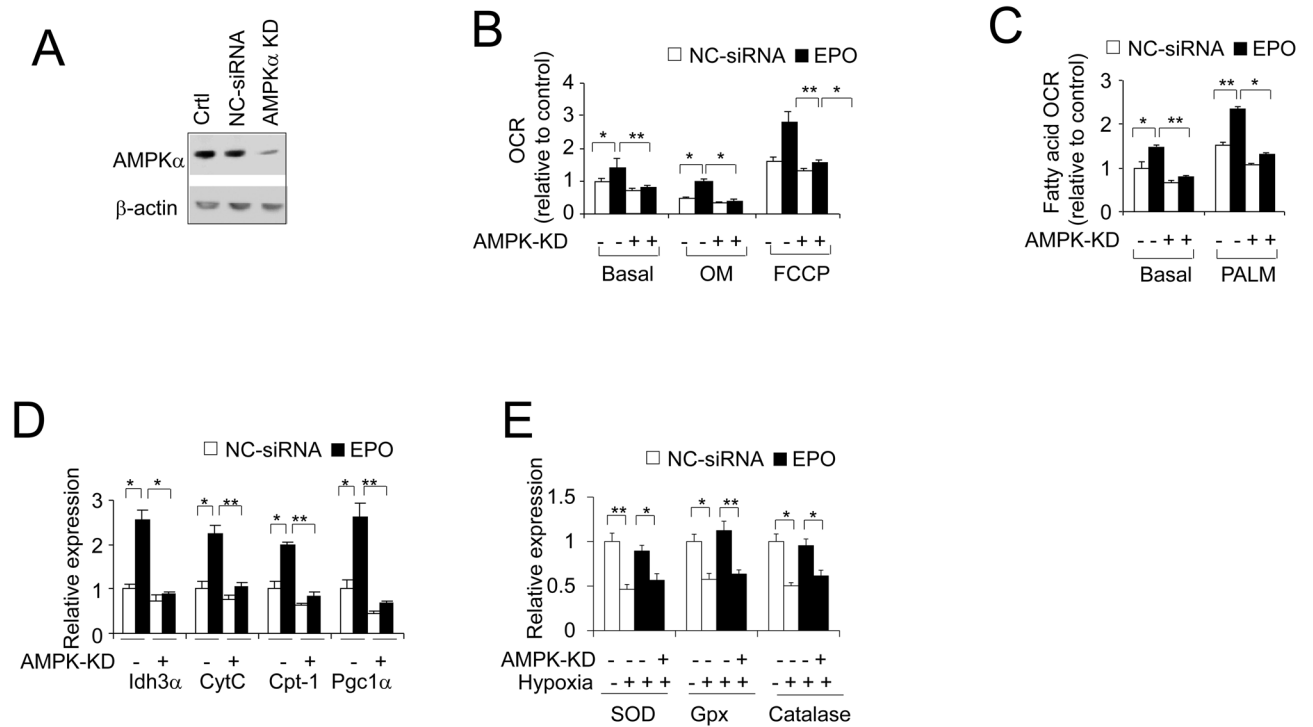 A
Crtl
NC-siRNA
AMPKα KD
AMPKα
β-actin
B
NC-siRNA EPO
OCR
(relative to control)
4
3
2
1
0
* ** * * ** *
AMPK-KD - - + + - - + + - - + +
Basal OM FCCP
C
NC-siRNA EPO
Fatty acid OCR
(relative to control)
3
2
1
0
* ** ** *
AMPK-KD - - + + - - + +
Basal PALM
D
NC-siRNA EPO
Relative expression
3
2
1
0
* * * ** * ** * **
AMPK-KD - + - + - + - +
Idh3α CytC Cpt-1 Pgc1α
E
NC-siRNA EPO
Relative expression
1.5
1
0.5
0
** * * ** * *
AMPK-KD - - - + - - - + - - - +
Hypoxia - + + + - + + + - + + +
SOD Gpx Catalase